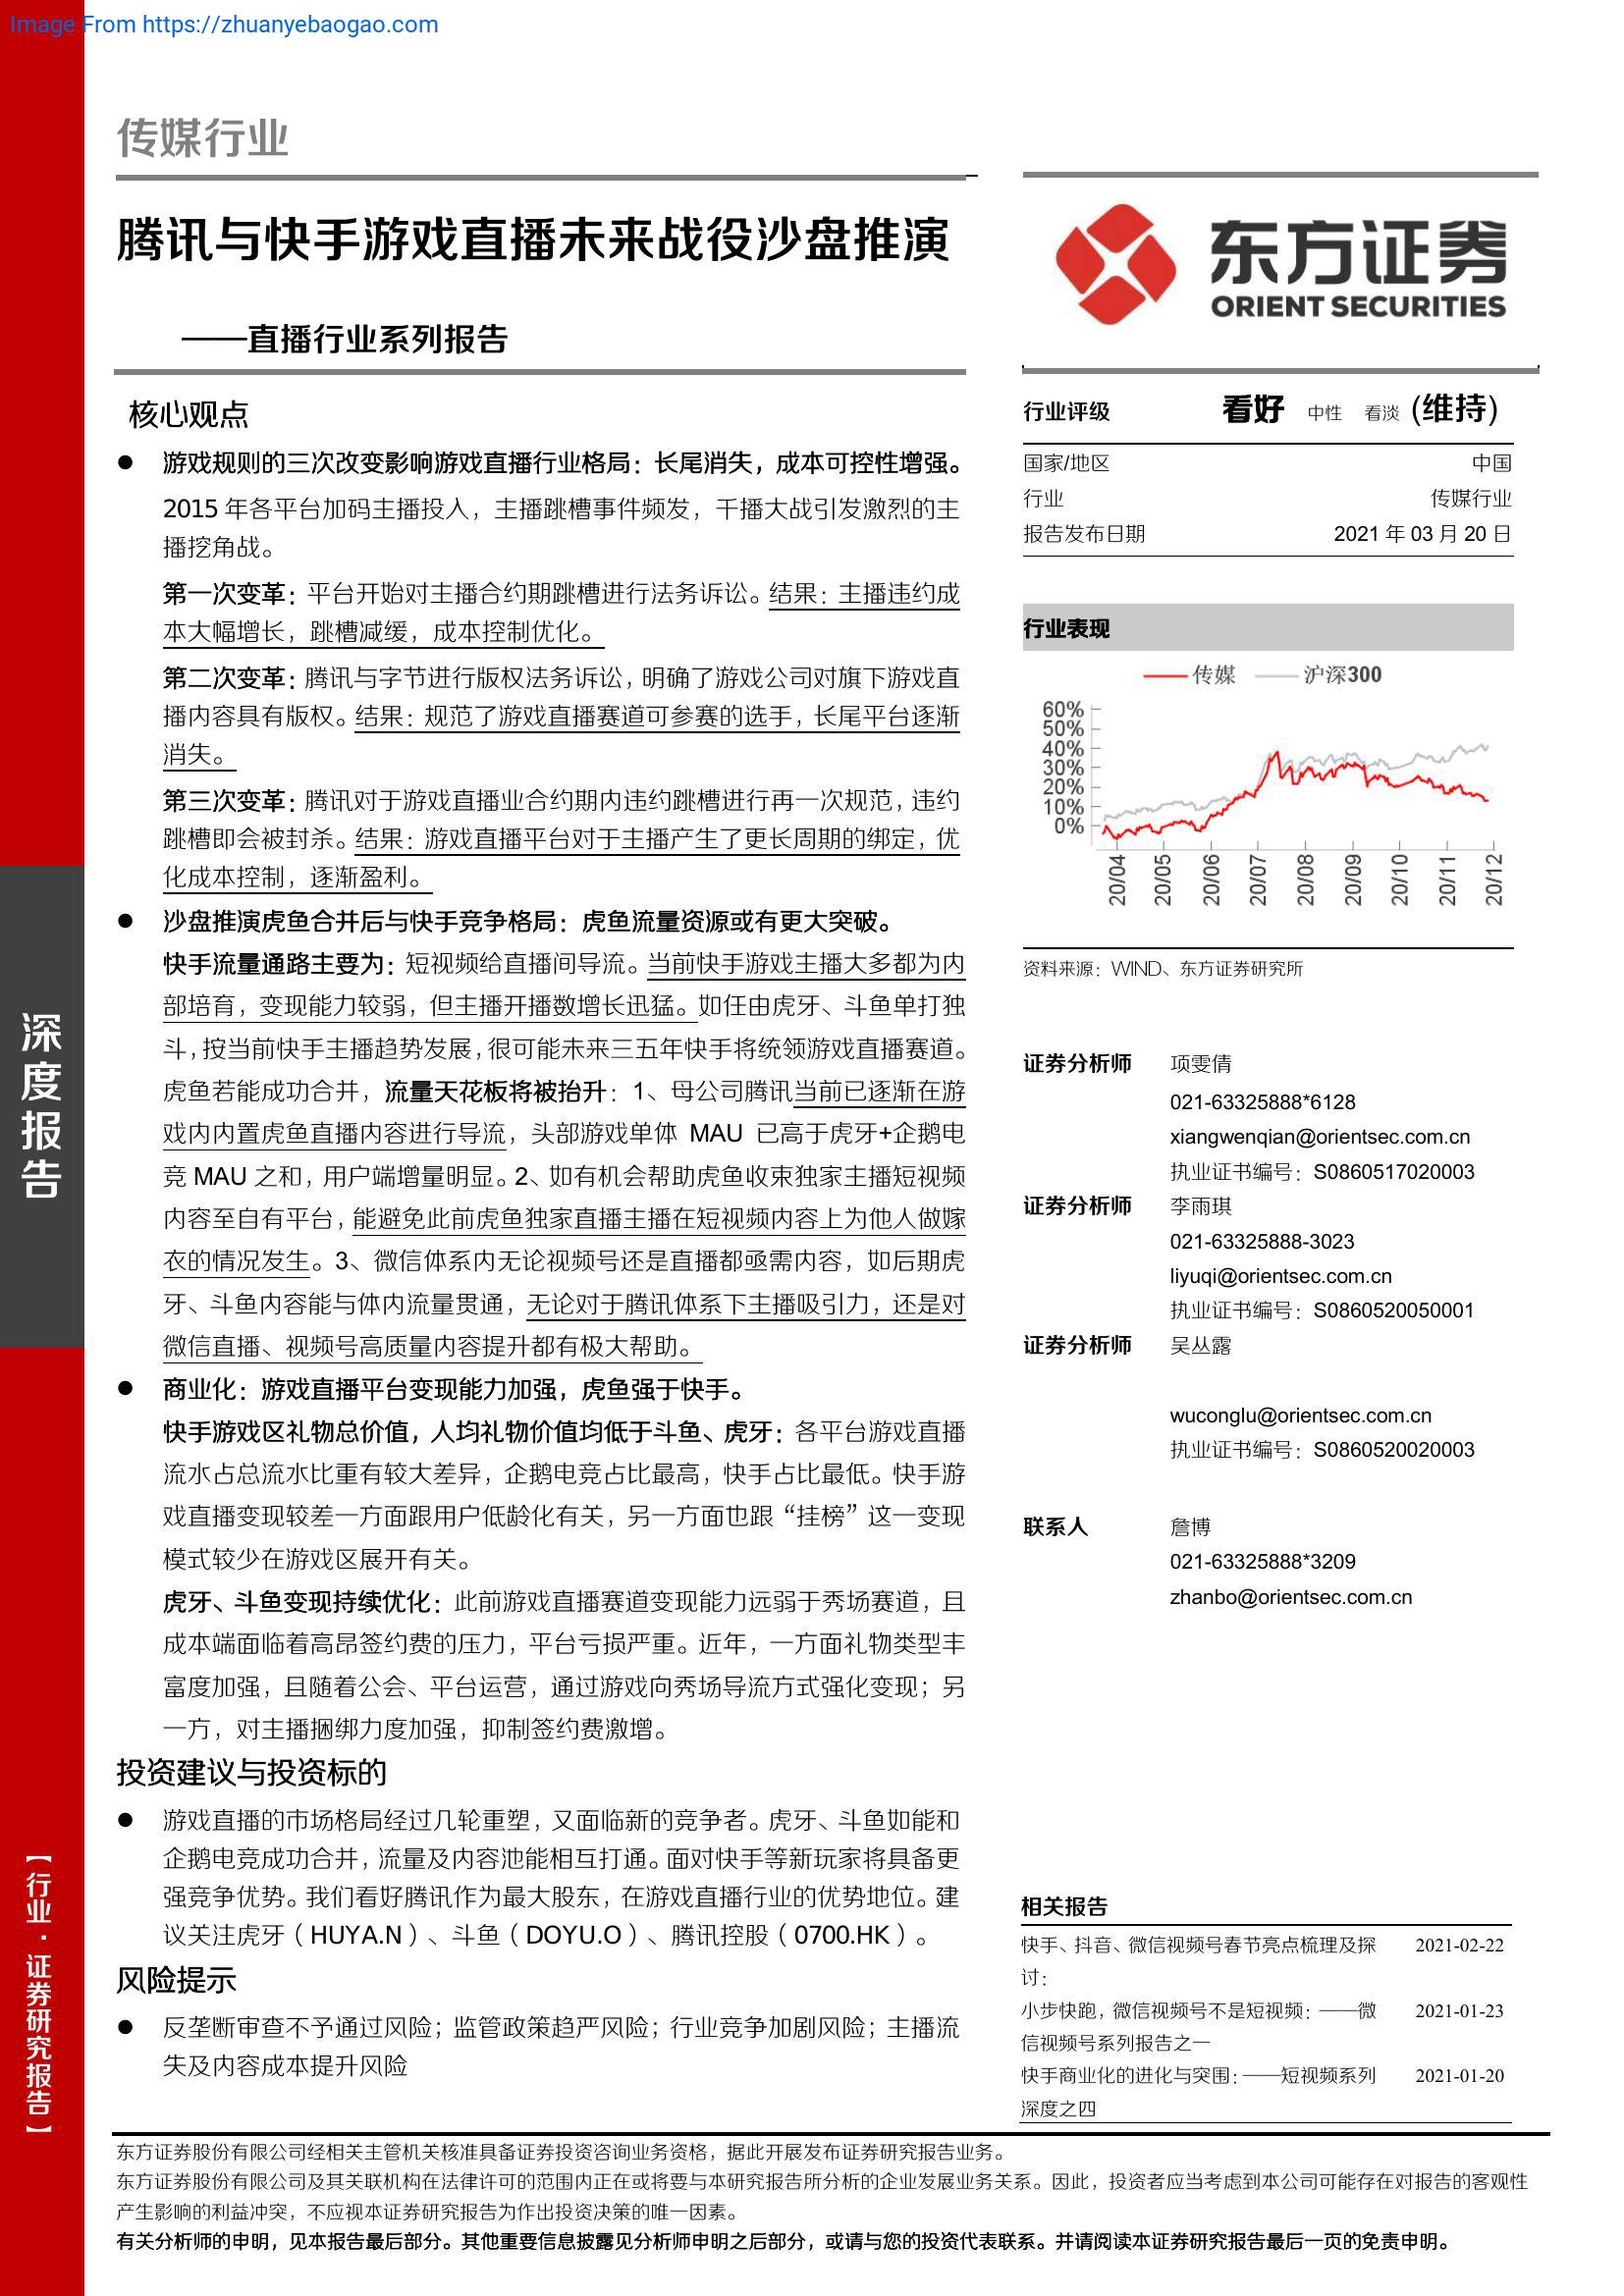 Image From https://zhuanyebaogao.com
传媒行业
腾讯与快手游戏直播未来战役沙盘推演
——直播行业系列报告
核心观点
● 游戏规则的三次改变影响游戏直播行业格局：长尾消失，成本可控性增强。
2015 年各平台加码主播投入，主播跳槽事件频发，千播大战引发激烈的主
播挖角战。
第一次变革：平台开始对主播合约期跳槽进行法务诉讼。结果：主播违约成
本大幅增长，跳槽减缓，成本控制优化。
第二次变革：腾讯与字节进行版权法务诉讼，明确了游戏公司对旗下游戏直
播内容具有版权。结果：规范了游戏直播赛道可参赛的选手，长尾平台逐渐
消失。
第三次变革：腾讯对于游戏直播业合约期内违约跳槽进行再一次规范，违约
跳槽即会被封杀。结果：游戏直播平台对于主播产生了更长周期的绑定，优
化成本控制，逐渐盈利。
● 沙盘推演虎鱼合并后与快手竞争格局：虎鱼流量资源或有更大突破。
快手流量通路主要为：短视频给直播间导流。当前快手游戏主播大多都为内
部培育，变现能力较弱，但主播开播数增长迅猛。如任由虎牙、斗鱼单打独
斗，按当前快手主播趋势发展，很可能未来三五年快手将统领游戏直播赛道。
虎鱼若能成功合并，流量天花板将被抬升：1、母公司腾讯当前已逐渐在游
戏内内置虎鱼直播内容进行导流，头部游戏单体 MAU 已高于虎牙+企鹅电
竞 MAU 之和，用户端增量明显。2、如有机会帮助虎鱼收束独家主播短视频
内容至自有平台，能避免此前虎鱼独家直播主播在短视频内容上为他人做嫁
衣的情况发生。3、微信体系内无论视频号还是直播都亟需内容，如后期虎
牙、斗鱼内容能与体内流量贯通，无论对于腾讯体系下主播吸引力，还是对
微信直播、视频号高质量内容提升都有极大帮助。
● 商业化：游戏直播平台变现能力加强，虎鱼强于快手。
快手游戏区礼物总价值，人均礼物价值均低于斗鱼、虎牙：各平台游戏直播
流水占总流水比重有较大差异，企鹅电竞占比最高，快手占比最低。快手游
戏直播变现较差一方面跟用户低龄化有关，另一方面也跟“挂榜”这一变现
模式较少在游戏区展开有关。
虎牙、斗鱼变现持续优化：此前游戏直播赛道变现能力远弱于秀场赛道，且
成本端面临着高昂签约费的压力，平台亏损严重。近年，一方面礼物类型丰
富度加强，且随着公会、平台运营，通过游戏向秀场导流方式强化变现；另
一方，对主播捆绑力度加强，抑制签约费激增。
投资建议与投资标的
● 游戏直播的市场格局经过几轮重塑，又面临新的竞争者。虎牙、斗鱼如能和
企鹅电竞成功合并，流量及内容池能相互打通。面对快手等新玩家将具备更
强竞争优势。我们看好腾讯作为最大股东，在游戏直播行业的优势地位。建
议关注虎牙（HUYA.N）、斗鱼（DOYU.O）、腾讯控股（0700.HK）。
风险提示
● 反垄断审查不予通过风险；监管政策趋严风险；行业竞争加剧风险；主播流
失及内容成本提升风险
东方证券
ORIENT SECURITIES
行业评级 看好 中性 看淡 (维持)
国家/地区 中国
行业 传媒行业
报告发布日期 2021 年 03 月 20 日
行业表现
传媒 沪深300
60%
50%
40%
30%
20%
10%
0%
20/04 20/05 20/06 20/07 20/08 20/09 20/10 20/11 20/12
资料来源：WIND、东方证券研究所
证券分析师 项雯倩
021-63325888*6128
xiangwenqian@orientsec.com.cn
执业证书编号：S0860517020003
证券分析师 李雨琪
021-63325888-3023
liyuqi@orientsec.com.cn
执业证书编号：S0860520050001
证券分析师 吴丛露
wuconglu@orientsec.com.cn
执业证书编号：S0860520020003
联系人 詹博
021-63325888*3209
zhanbo@orientsec.com.cn
相关报告
快手、抖音、微信视频号春节亮点梳理及探 2021-02-22
讨：
小步快跑，微信视频号不是短视频：——微 2021-01-23
信视频号系列报告之一
快手商业化的进化与突围：——短视频系列 2021-01-20
深度之四
深度报告
【行业·证券研究报告】
东方证券股份有限公司经相关主管机关核准具备证券投资咨询业务资格，据此开展发布证券研究报告业务。
东方证券股份有限公司及其关联机构在法律许可的范围内正在或将要与本研究报告所分析的企业发展业务关系。因此，投资者应当考虑到本公司可能存在对报告的客观性
产生影响的利益冲突，不应视本证券研究报告为作出投资决策的唯一因素。
有关分析师的申明，见本报告最后部分。其他重要信息披露见分析师申明之后部分，或请与您的投资代表联系。并请阅读本证券研究报告最后一页的免责申明。